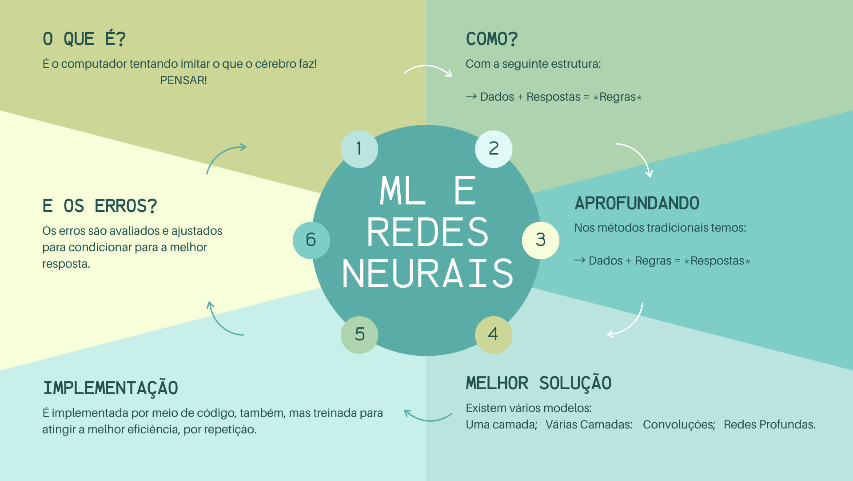 O QUE É?
É o computador tentando imitar o que o cérebro faz!
PENSAR!
COMO?
Com a seguinte estrutura:
→ Dados + Respostas = *Regras*
1
2
ML E
REDES
NEURAIS
E OS ERROS?
Os erros são avaliados e ajustados
para condicionar para a melhor
resposta.
6
3
APROFUNDANDO
Nos métodos tradicionais temos:
→ Dados + Regras = *Respostas*
5
4
IMPLEMENTAÇÃO
É implementada por meio de código, também, mas treinada para
atingir a melhor eficiência, por repetição.
MELHOR SOLUÇÃO
Existem vários modelos:
Uma camada; Várias Camadas: Convoluções; Redes Profundas.